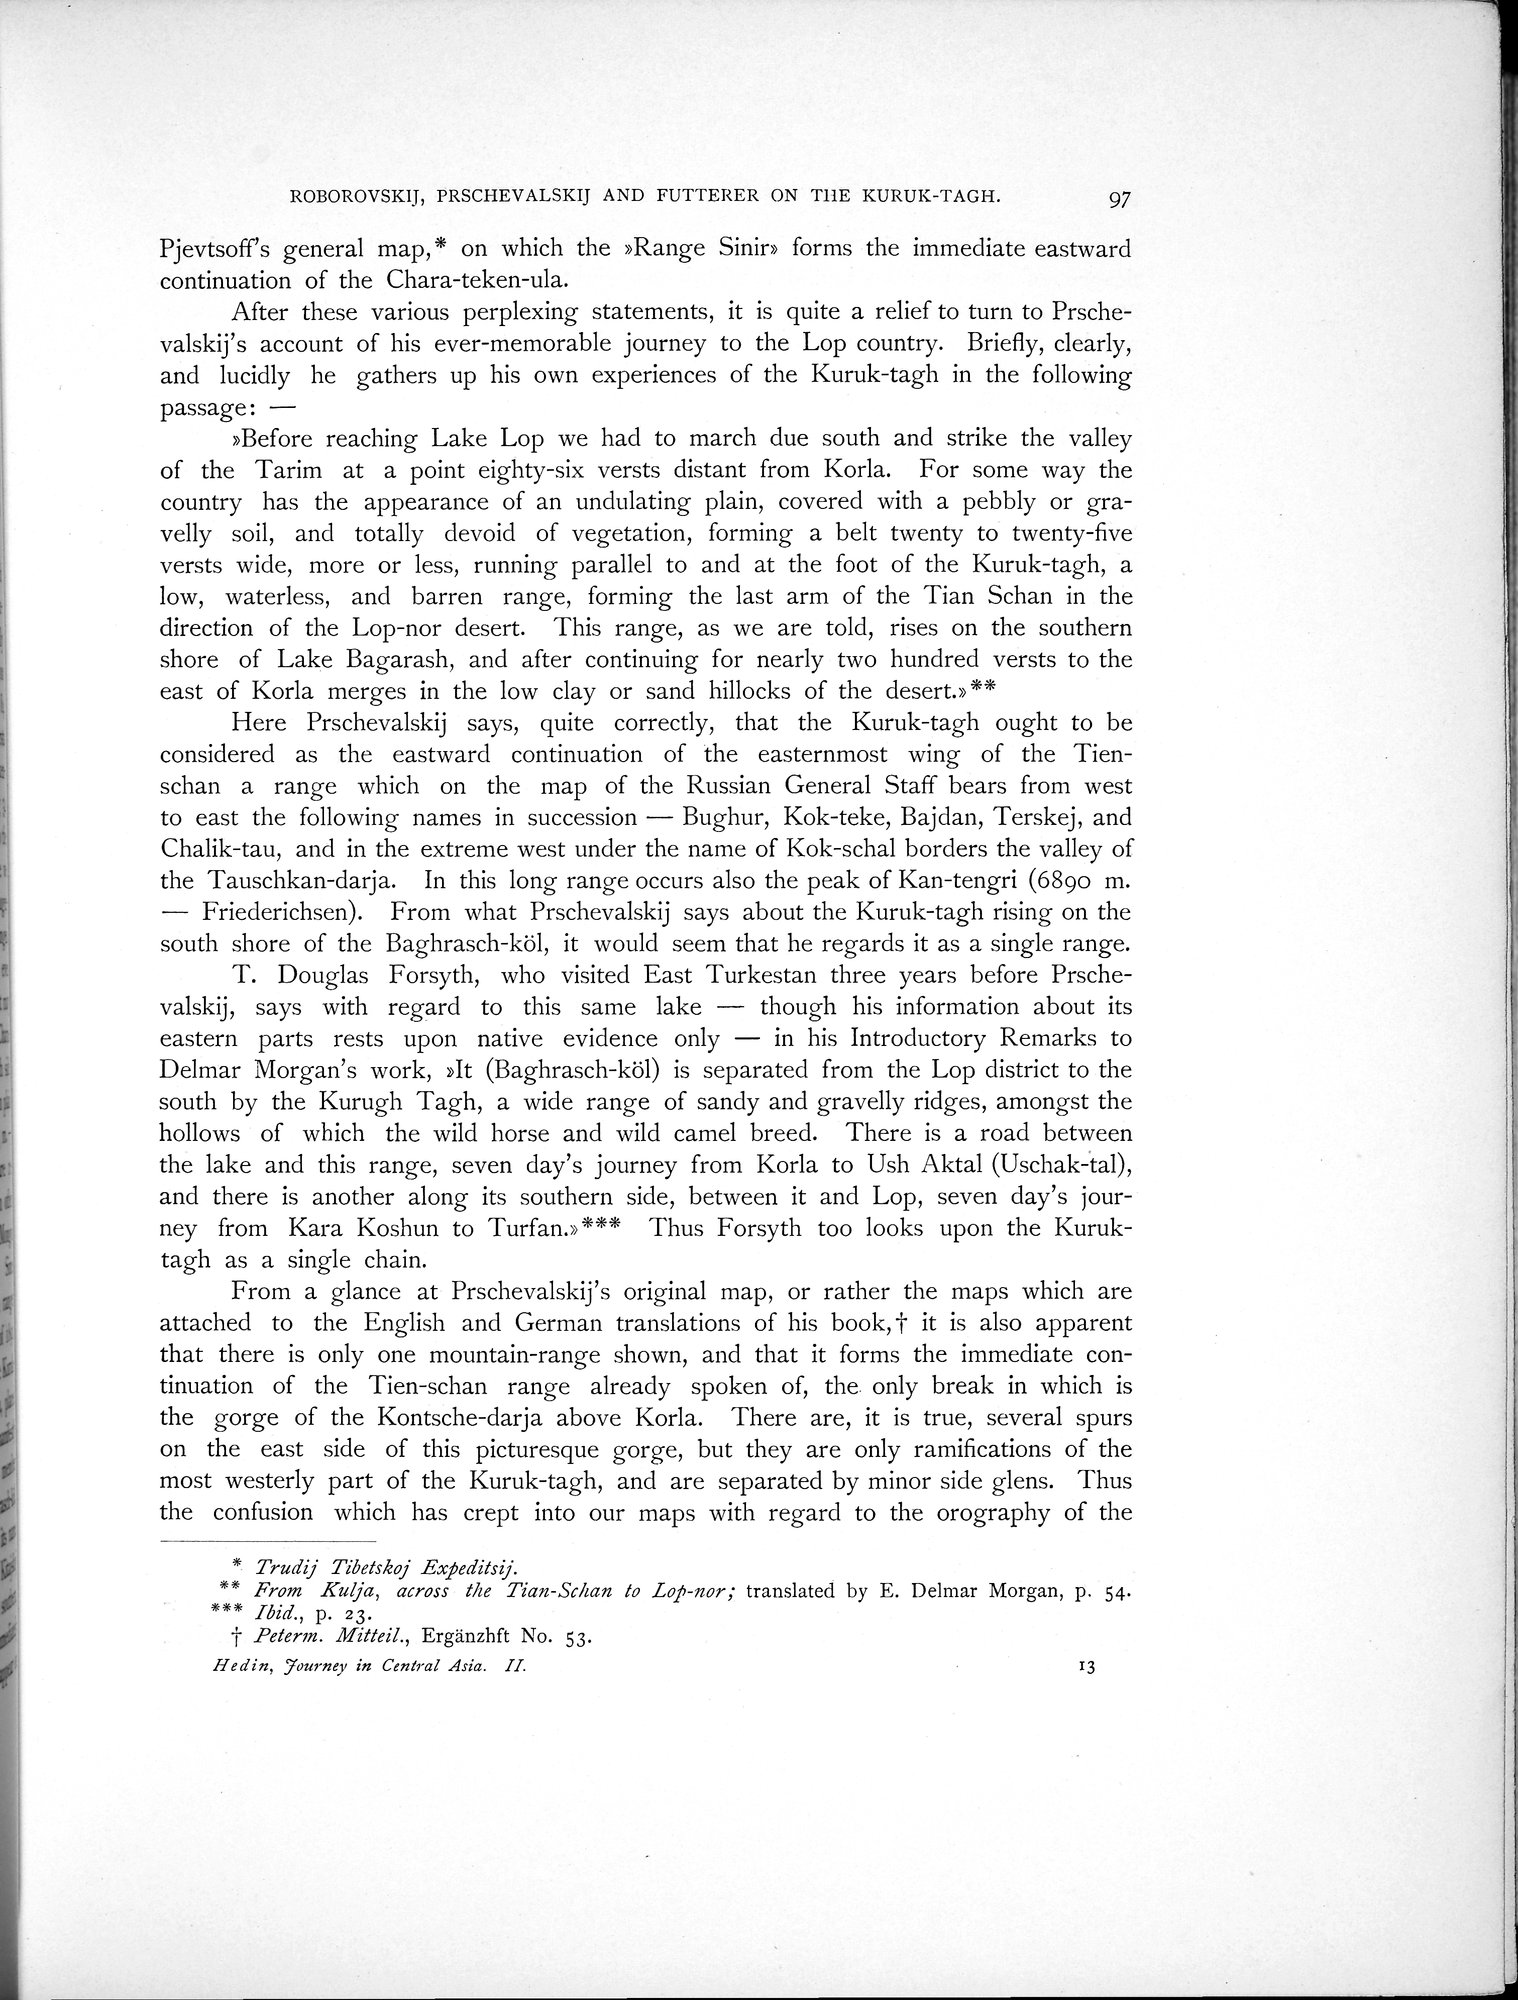 ROBOROVSKIJ, PRSCHEVALSKIJ AND FUTTERER ON THE KURUK-TAGH. 97
Pjevtsoff's general map,* on which the »Range Sinir» forms the immediate eastward
continuation of the Chara-teken-ula.
After these various perplexing statements, it is quite a relief to turn to Prsche-
valskij's account of his ever-memorable journey to the Lop country. Briefly, clearly,
and lucidly he gathers up his own experiences of the Kuruk-tagh in the following
passage: —
»Before reaching Lake Lop we had to march due south and strike the valley
of the Tarim at a point eighty-six versts distant from Korla. For some way the
country has the appearance of an undulating plain, covered with a pebbly or gra-
velly soil, and totally devoid of vegetation, forming a belt twenty to twenty-five
versts wide, more or less, running parallel to and at the foot of the Kuruk-tagh, a
low, waterless, and barren range, forming the last arm of the Tian Schan in the
direction of the Lop-nor desert. This range, as we are told, rises on the southern
shore of Lake Bagarash, and after continuing for nearly two hundred versts to the
east of Korla merges in the low clay or sand hillocks of the desert.»**
Here Prschevalskij says, quite correctly, that the Kuruk-tagh ought to be
considered as the eastward continuation of the easternmost wing of the Tien-
schan a range which on the map of the Russian General Staff bears from west
to east the following names in succession — Bughur, Kok-teke, Bajdan, Terskej, and
Chalik-tau, and in the extreme west under the name of Kok-schal borders the valley of
the Tauschkan-darja. In this long range occurs also the peak of Kan-tengri (6890 m.
— Friederichsen). From what Prschevalskij says about the Kuruk-tagh rising on the
south shore of the Baghrasch-köl, it would seem that he regards it as a single range.
T. Douglas Forsyth, who visited East Turkestan three years before Prsche-
valskij, says with regard to this same lake — though his information about its
eastern parts rests upon native evidence only — in his Introductory Remarks to
Delmar Morgan's work, »It (Baghrasch-köl) is separated from the Lop district to the
south by the Kurugh Tagh, a wide range of sandy and gravelly ridges, amongst the
hollows of which the wild horse and wild camel breed. There is a road between
the lake and this range, seven day's journey from Korla to Ush Aktal (Uschak-tal),
and there is another along its southern side, between it and Lop, seven day's jour-
ney from Kara Koshun to Turfan.»*** Thus Forsyth too looks upon the Kuruk-
tagh as a single chain.
From a glance at Prschevalskij's original map, or rather the maps which are
attached to the English and German translations of his book,† it is also apparent
that there is only one mountain-range shown, and that it forms the immediate con-
tinuation of the Tien-schan range already spoken of, the only break in which is
the gorge of the Kontsche-darja above Korla. There are, it is true, several spurs
on the east side of this picturesque gorge, but they are only ramifications of the
most westerly part of the Kuruk-tagh, and are separated by minor side glens. Thus
the confusion which has crept into our maps with regard to the orography of the
* Trudij Tibetskoj Expeditsij.
** From Kulja, across the Tian-Schan to Lop-nor; translated by E. Delmar Morgan, p. 54.
*** Ibid., p. 23.
† Peterm. Mitteil., Ergänzhft No. 53.
Hedin, Journey in Central Asia. II. 13